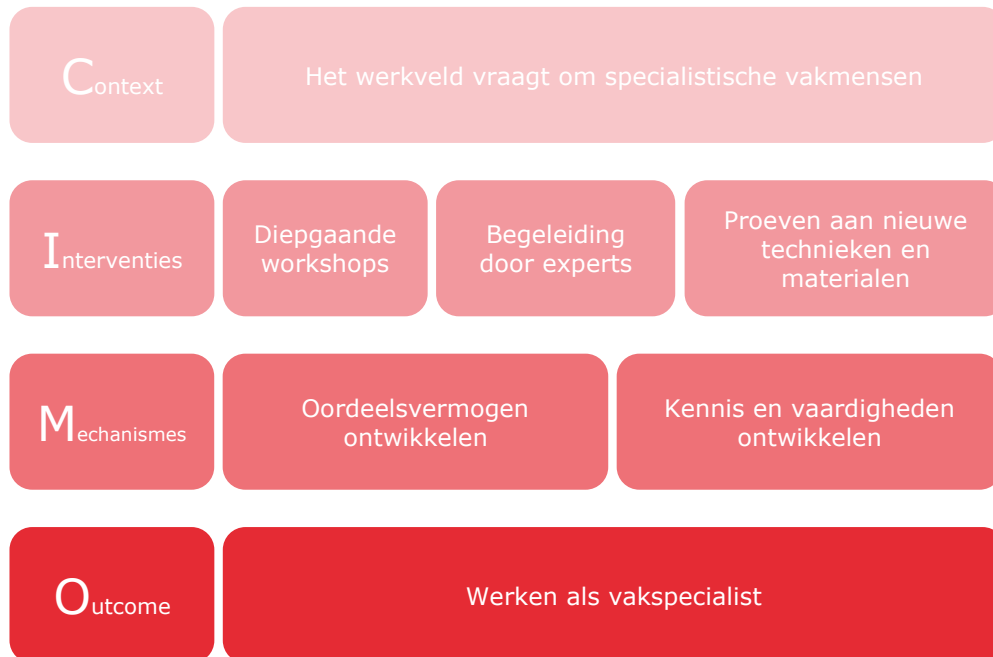 Context
Het werkveld vraagt om specialistische vakmensen
Interventies
Diepgaande
workshops
Begeleiding
door experts
Proeven aan nieuwe
technieken en
materialen
Mechanismes
Oordeelsvermogen
ontwikkelen
Kennis en vaardigheden
ontwikkelen
Outcome
Werken als vakspecialist